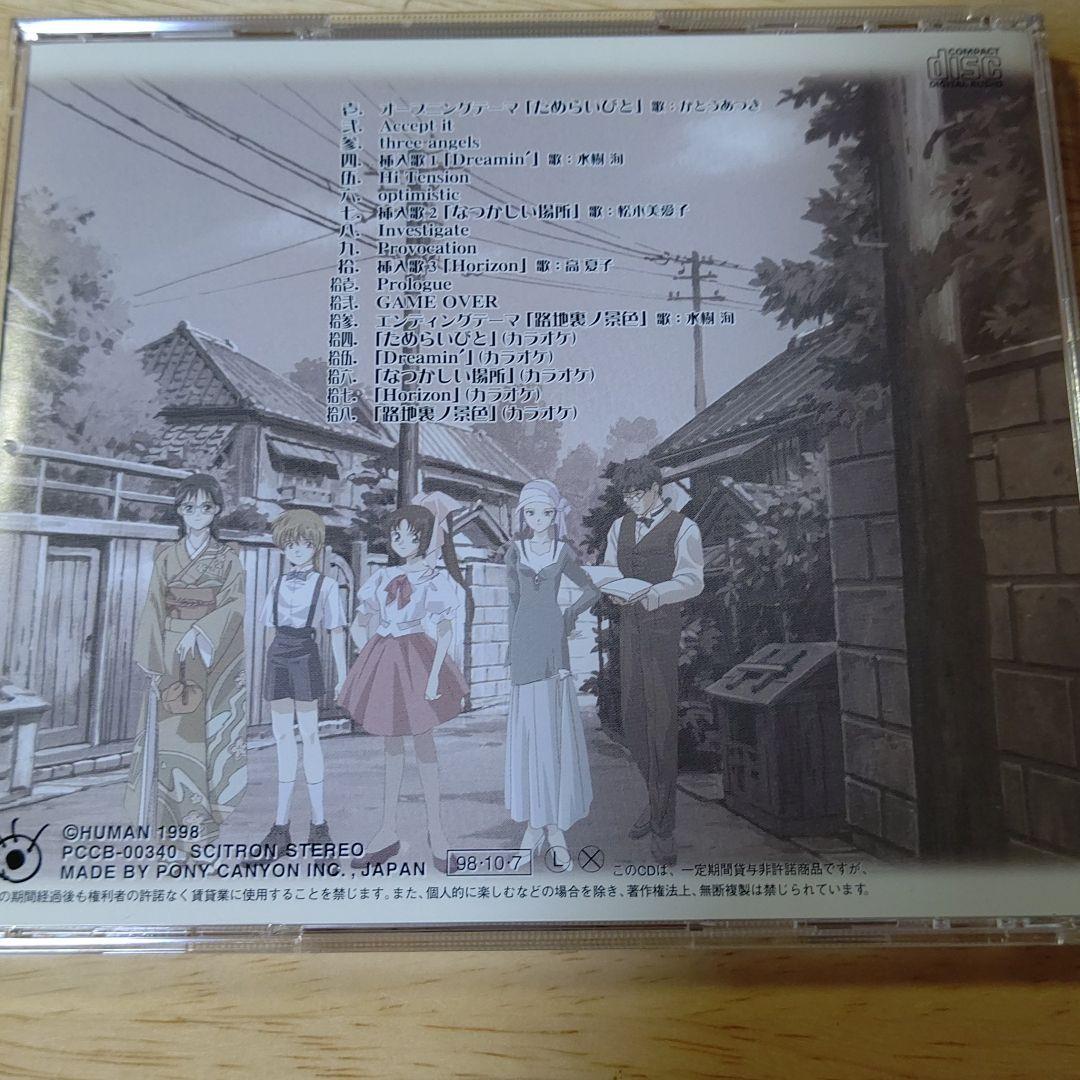 COMPACT
disc
DIGITAL AUDIO
壱. オープニングテーマ「ためらいびと」 歌：かとうあつき
弐. Accept it
参. three angels
四. 挿入歌1「Dreamin'」 歌：水樹 洵
伍. Hi Tension
六. optimistic
七. 挿入歌2「なつかしい場所」 歌：松本美愛子
八. Investigate
九. Provocation
拾. 挿入歌3「Horizon」 歌：高 夏子
拾壱. Prologue
拾弐. GAME OVER
拾参. エンディングテーマ「路地裏ノ景色」 歌：水樹 洵
拾四. 「ためらいびと」(カラオケ)
拾伍. 「Dreamin'」(カラオケ)
拾六. 「なつかしい場所」(カラオケ)
拾七. 「Horizon」(カラオケ)
拾八. 「路地裏ノ景色」(カラオケ)
©HUMAN 1998
PCCB-00340 SCITRON STEREO
MADE BY PONY CANYON INC., JAPAN 98·10·7 L X このCDは、一定期間貸与非許諾商品ですが、
の期間経過後も権利者の許諾なく賃貸業に使用することを禁じます。また、個人的に楽しむなどの場合を除き、著作権法上、無断複製は禁じられています。